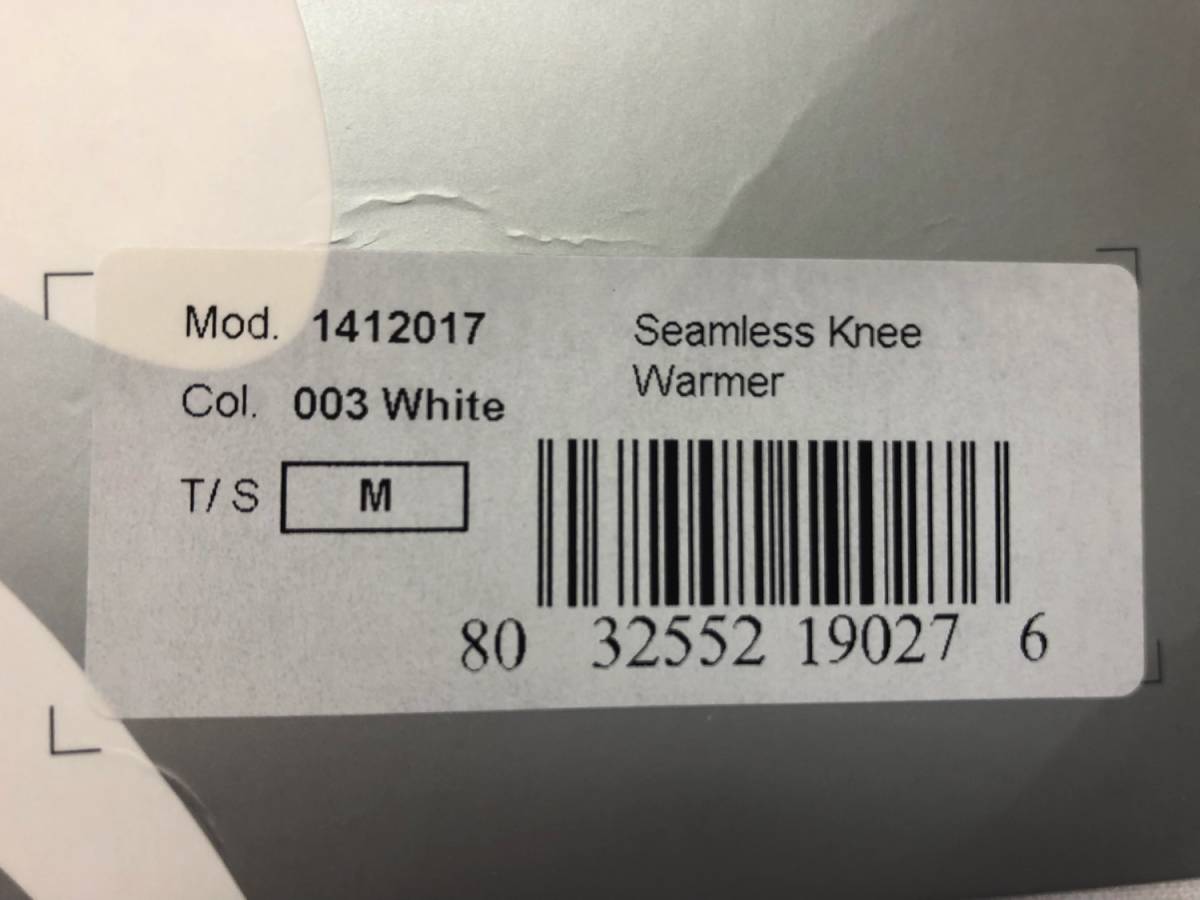 Mod. 1412017
Seamless Knee
Warmer
Col. 003 White
T/ S M
80 32552 19027 6